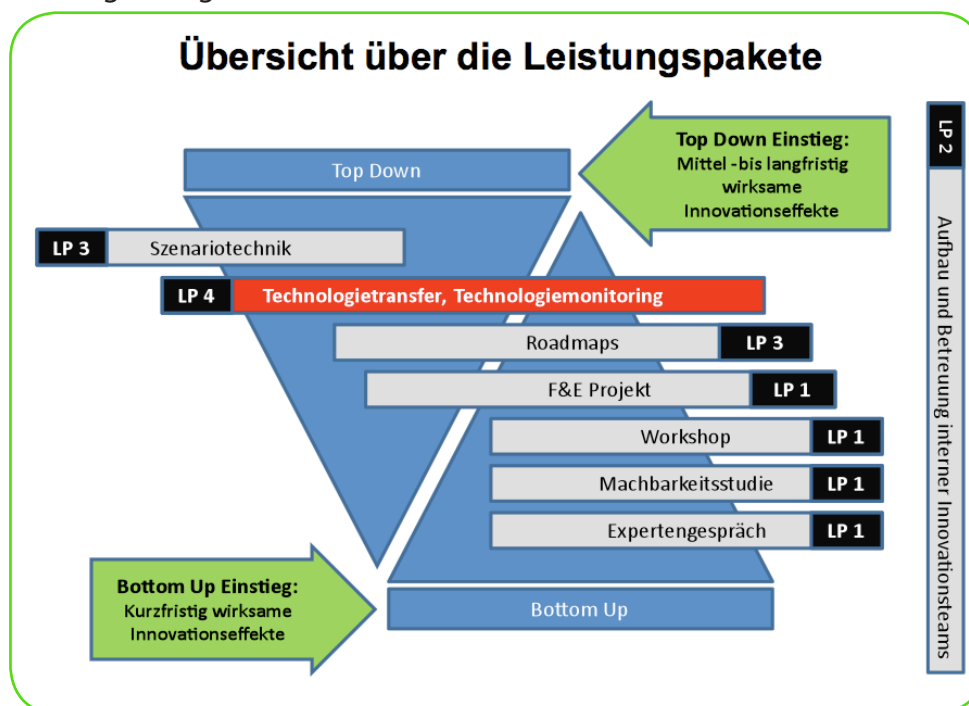 Übersicht über die Leistungspakete
Top Down Einstieg:
Mittel -bis langfristig
wirksame
Innovationseffekte
Top Down
LP 3 Szenariotechnik
LP 4 Technologietransfer, Technologiemonitoring
Roadmaps LP 3
F&E Projekt LP 1
Workshop LP 1
Machbarkeitsstudie LP 1
Expertengespräch LP 1
Bottom Up Einstieg:
Kurzfristig wirksame
Innovationseffekte
Bottom Up
LP 2 Aufbau und Betreuung interner Innovationsteams